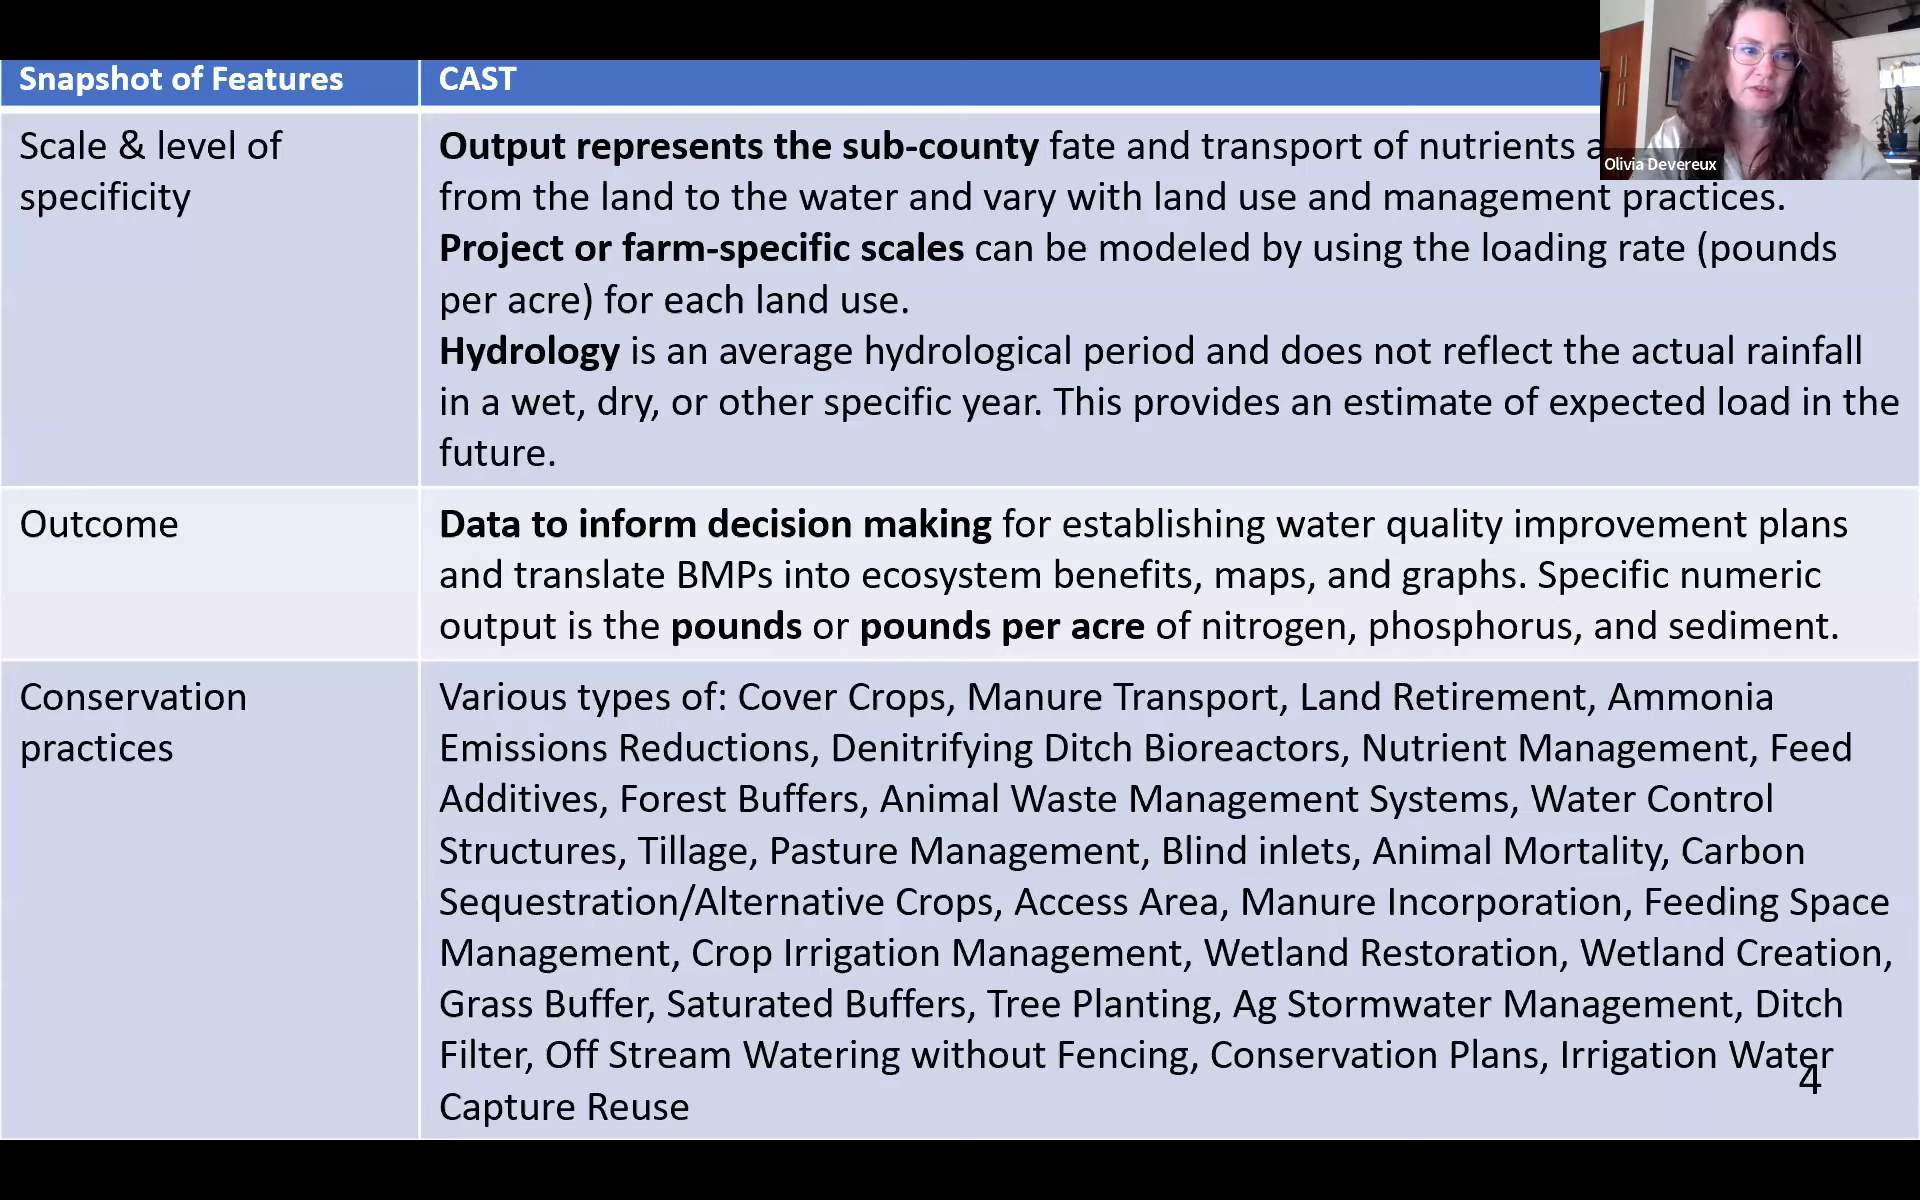 Snapshot of Features
CAST
Olivia Devereux
Scale & level of
specificity
Output represents the sub-county fate and transport of nutrients
from the land to the water and vary with land use and management practices.
Project or farm-specific scales can be modeled by using the loading rate (pounds
per acre) for each land use.
Hydrology is an average hydrological period and does not reflect the actual rainfall
in a wet, dry, or other specific year. This provides an estimate of expected load in the
future.
Outcome
Data to inform decision making for establishing water quality improvement plans
and translate BMPs into ecosystem benefits, maps, and graphs. Specific numeric
output is the pounds or pounds per acre of nitrogen, phosphorus, and sediment.
Conservation
practices
Various types of: Cover Crops, Manure Transport, Land Retirement, Ammonia
Emissions Reductions, Denitrifying Ditch Bioreactors, Nutrient Management, Feed
Additives, Forest Buffers, Animal Waste Management Systems, Water Control
Structures, Tillage, Pasture Management, Blind inlets, Animal Mortality, Carbon
Sequestration/Alternative Crops, Access Area, Manure Incorporation, Feeding Space
Management, Crop Irrigation Management, Wetland Restoration, Wetland Creation,
Grass Buffer, Saturated Buffers, Tree Planting, Ag Stormwater Management, Ditch
Filter, Off Stream Watering without Fencing, Conservation Plans, Irrigation Water
Capture Reuse
4